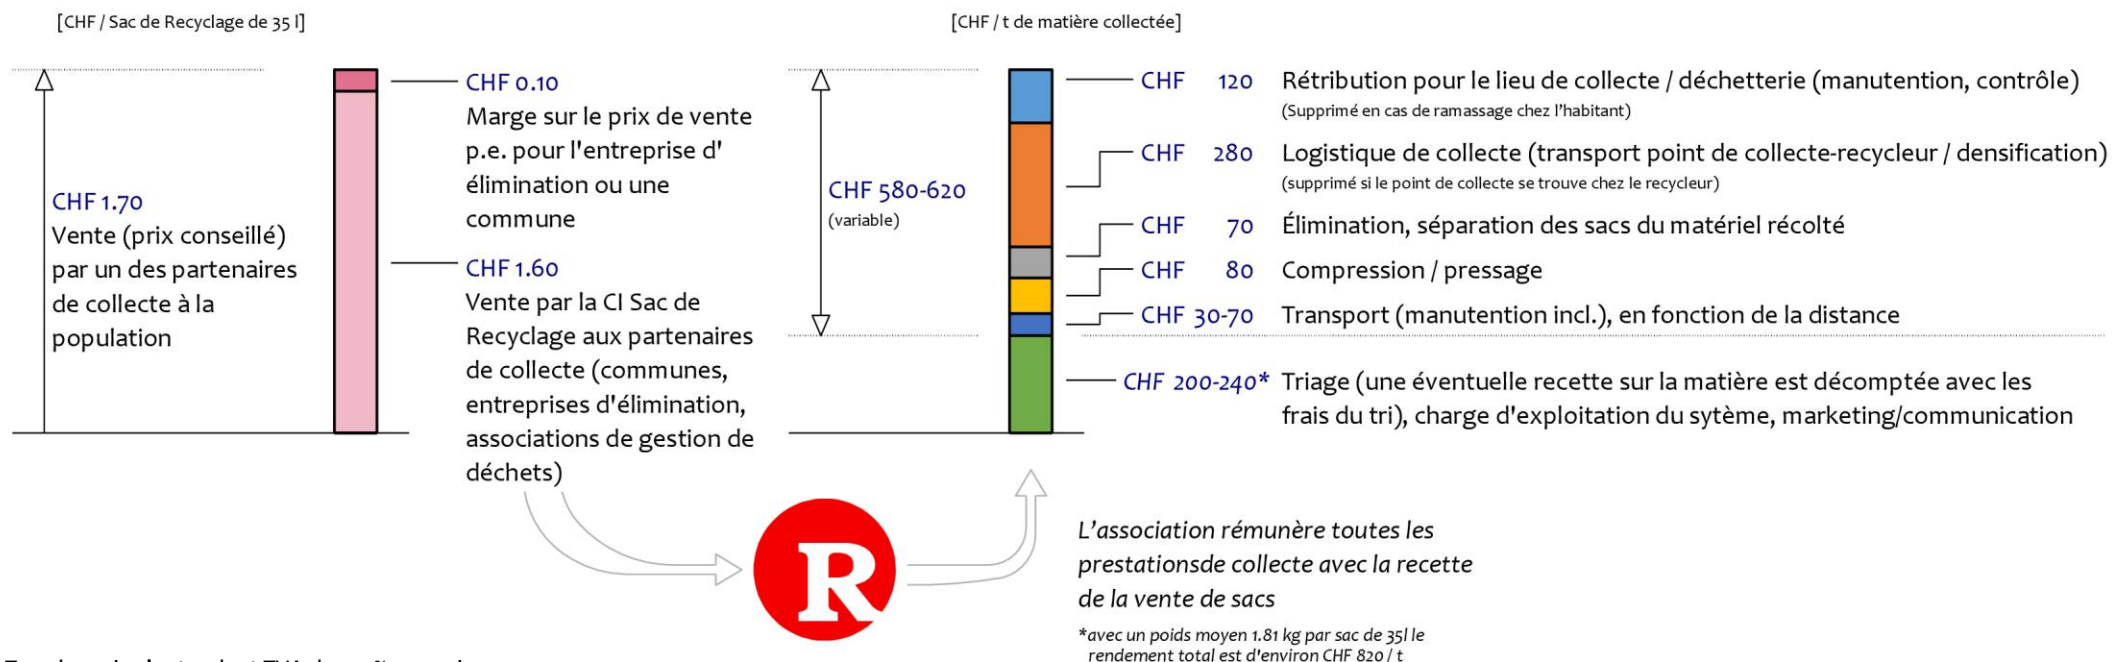 [CHF / Sac de Recyclage de 35 l]
CHF 1.70
Vente (prix conseillé)
par un des partenaires
de collecte à la
population
CHF 0.10
Marge sur le prix de vente
p.e. pour l'entreprise d'
élimination ou une
commune
CHF 1.60
Vente par la CI Sac de
Recyclage aux partenaires
de collecte (communes,
entreprises d'élimination,
associations de gestion de
déchets)
[CHF / t de matière collectée]
CHF 580-620
(variable)
CHF 120 Rétribution pour le lieu de collecte / déchetterie (manutention, contrôle)
(Supprimé en cas de ramassage chez l'habitant)
CHF 280 Logistique de collecte (transport point de collecte-recycleur / densification)
(supprimé si le point de collecte se trouve chez le recycleur)
CHF 70 Élimination, séparation des sacs du matériel récolté
CHF 80 Compression / pressage
CHF 30-70 Transport (manutention incl.), en fonction de la distance
CHF 200-240* Triage (une éventuelle recette sur la matière est décomptée avec les
frais du tri), charge d'exploitation du sytème, marketing/communication
R
L'association rémunère toutes les
prestationsde collecte avec la recette
de la vente de sacs
*avec un poids moyen 1.81 kg par sac de 35l le
rendement total est d'environ CHF 820 / t